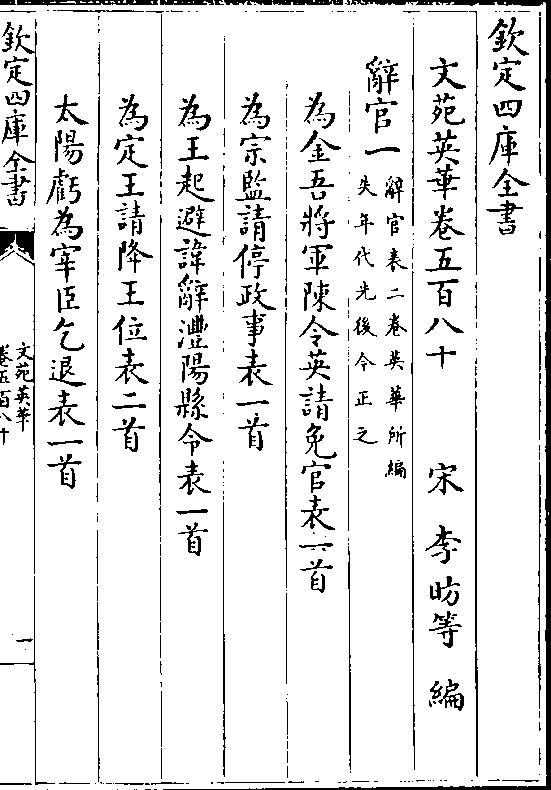 欽定四庫全書
文苑英華卷五百八十 宋 李昉等 編
辭官一 辭官表二卷英華所編
失年代先後今正之
為金吾將軍陳令英請免官表一首
為宗監請停政事表一首
為王起避諱辭澧陽縣令表一首
為定王請降王位表二首
太陽虧為宰臣乞退表一首
欽定四庫全書
文苑英華
卷五百八十
一